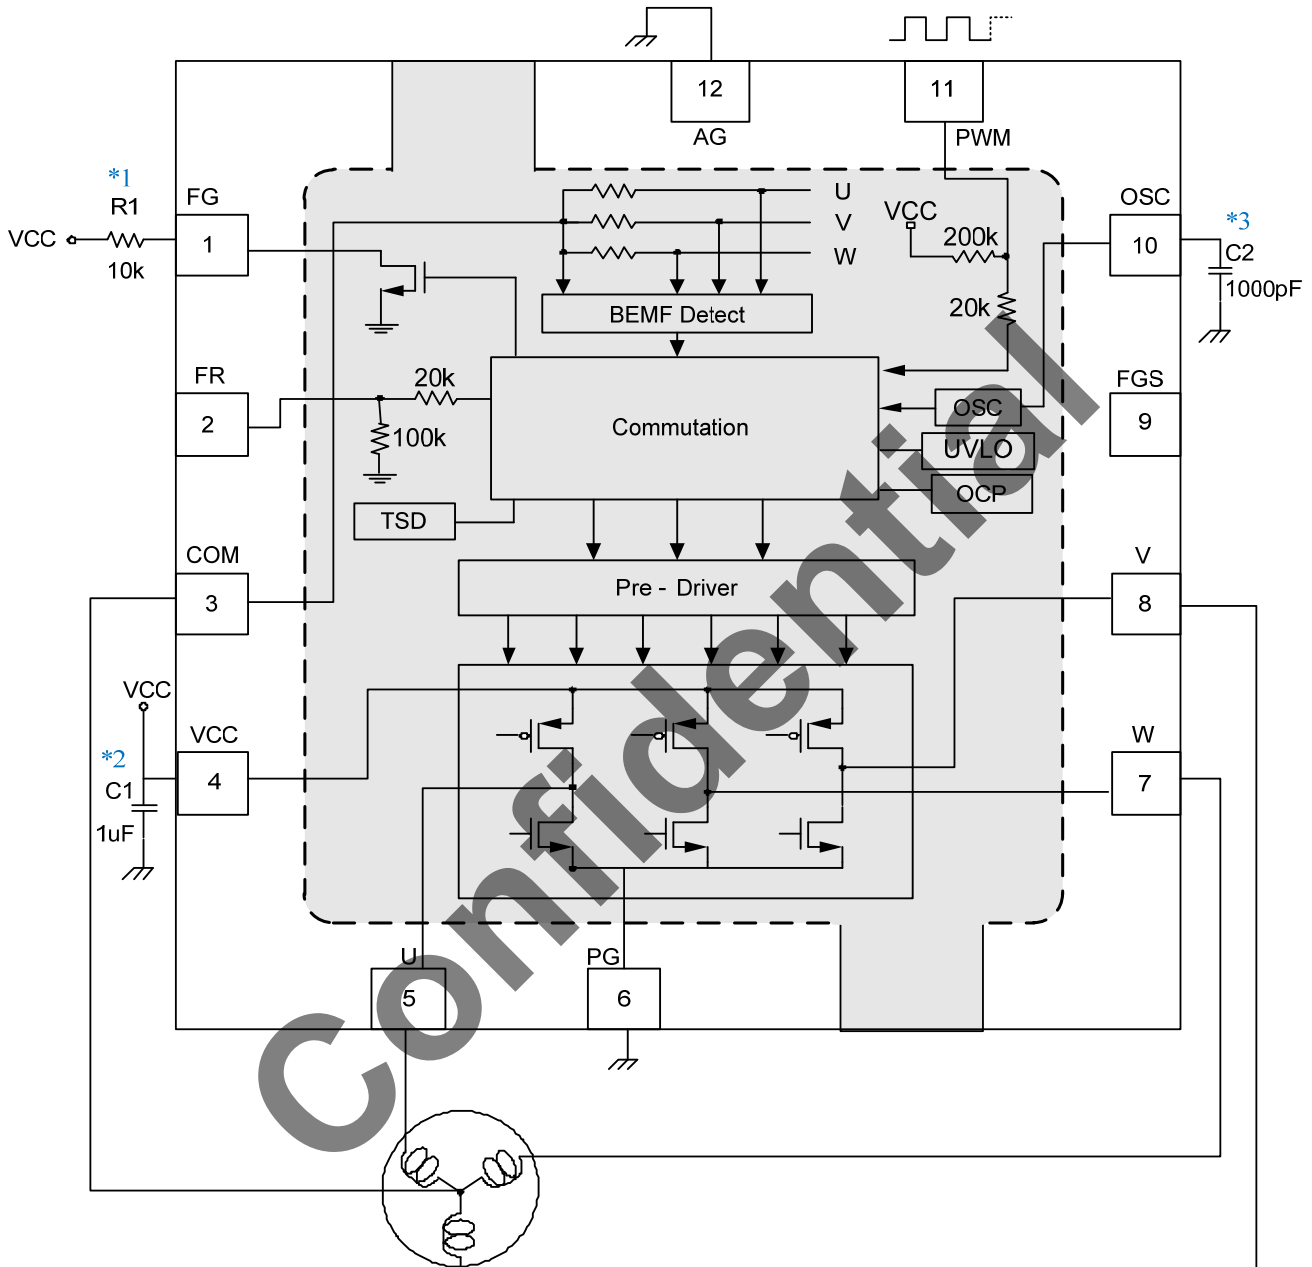 12
AG
11
PWM
*1
R1
VCC
10k
FG
1
U
V
W
VCC
200k
20k
OSC
10
*3
C2
1000pF
BEMF Detect
FR
2
20k
100k
Commutation
OSC
UVLO
OCP
FGS
9
TSD
COM
3
Pre - Driver
V
8
VCC
*2
C1
1uF
VCC
4
W
7
U
5
PG
6
Confidential